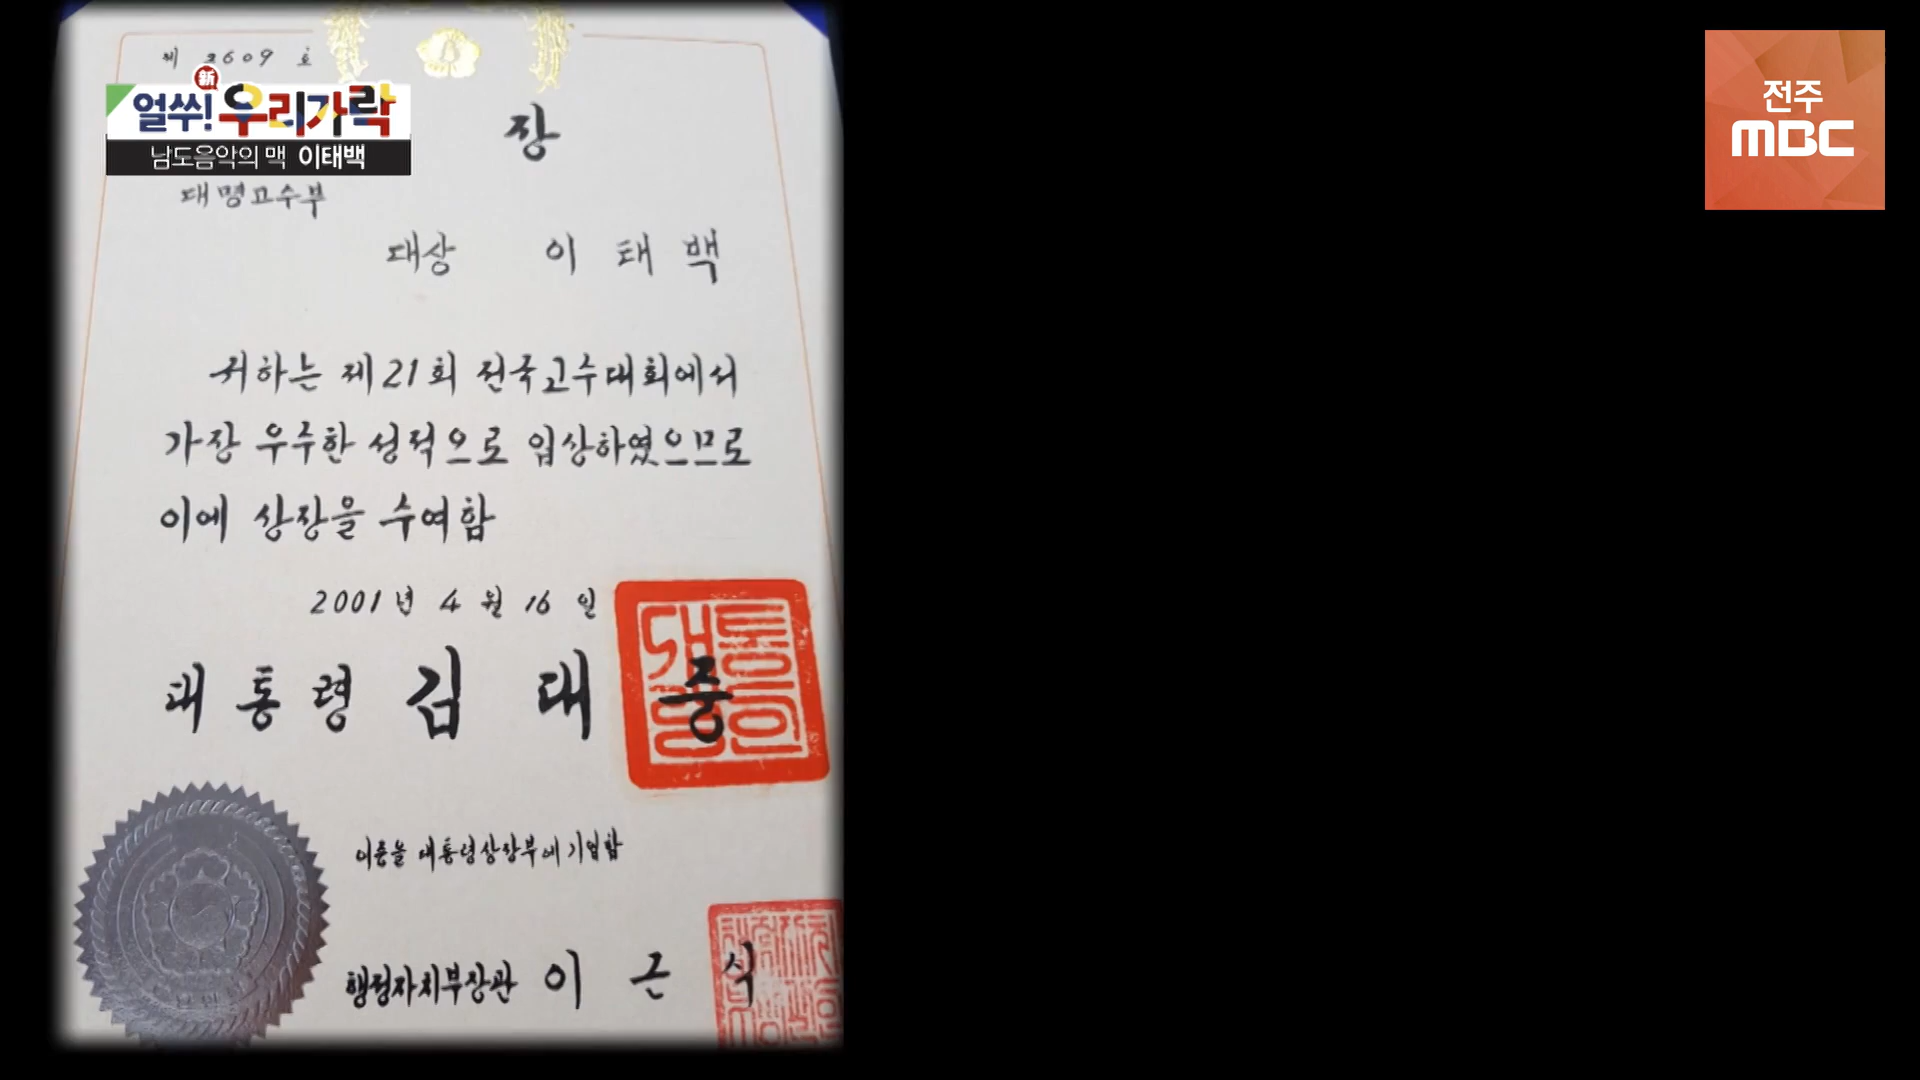 제 2609 호
新
얼쑤! 우리가락
남도음악의 맥 이태백
전주
MBC
장
대명고수부
대상 이태백
귀하는 제21회 전국고수대회에서
가장 우수한 성적으로 입상하였으므로
이에 상장을 수여함
2001년 4월 16일
대통령 김대중
대통령인
이증을 대통령상장부에 기입함
행정자치부장관 이근식